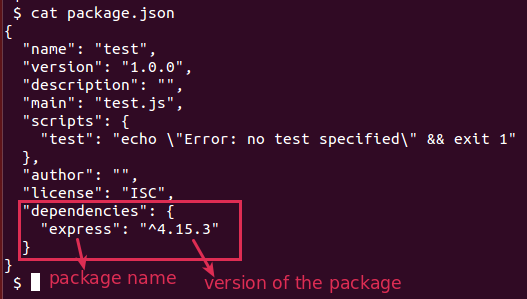 $ cat package.json
{
"name": "test",
"version": "1.0.0",
"description": "",
"main": "test.js",
"scripts": {
"test": "echo \"Error: no test specified\" && exit 1"
},
"author": "",
"license": "ISC",
"dependencies": {
"express": "^4.15.3"
}
}
$
package name
version of the package